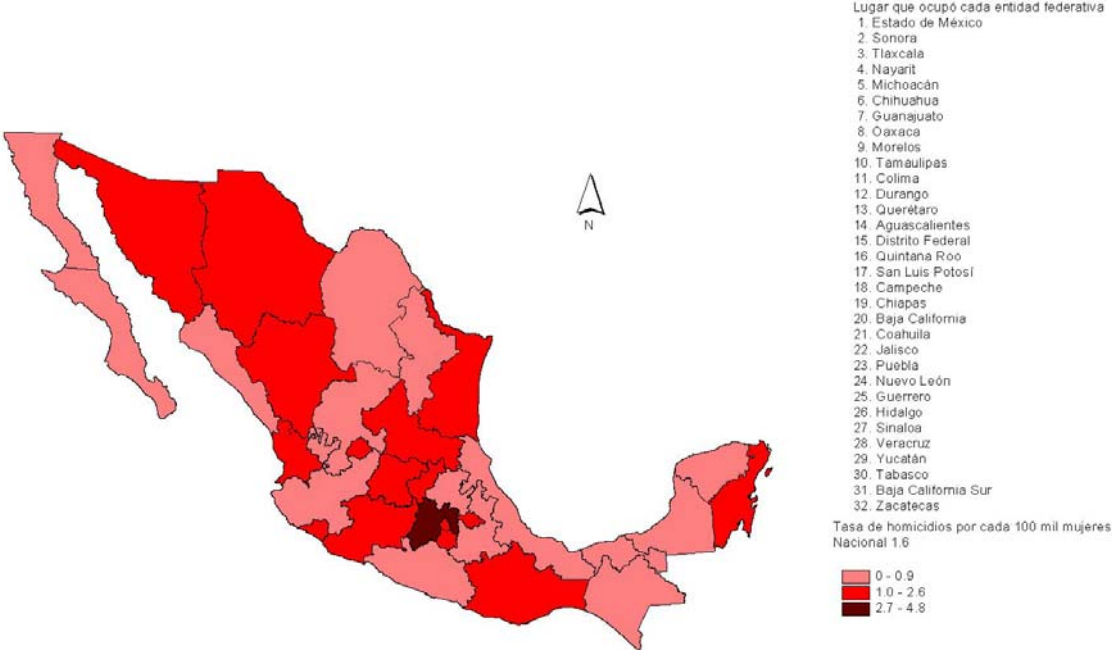 Lugar que ocupó cada entidad federativa
1. Estado de México
2. Sonora
3. Tlaxcala
4. Nayarit
5. Michoacán
6. Chihuahua
7. Guanajuato
8. Oaxaca
9. Morelos
10. Tamaulipas
11. Colima
12. Durango
13. Querétaro
14. Aguascalientes
15. Distrito Federal
16. Quintana Roo
17. San Luis Potosí
18. Campeche
19. Chiapas
20. Baja California
21. Coahuila
22. Jalisco
23. Puebla
24. Nuevo León
25. Guerrero
26. Hidalgo
27. Sinaloa
28. Veracruz
29. Yucatán
30. Tabasco
31. Baja California Sur
32. Zacatecas
Tasa de homicidios por cada 100 mil mujeres
Nacional 1.6
0 - 0.9
1.0 - 2.6
2.7 - 4.8
N